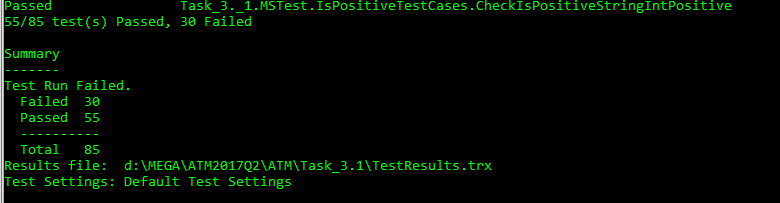 Passed               Task_3._1.MSTest.IsPositiveTestCases.CheckIsPositiveStringIntPositive
55/85 test(s) Passed, 30 Failed
Summary
-------
Test Run Failed.
  Failed  30
  Passed  55
  ----------
  Total   85
Results file:  d:\MEGA\ATM2017Q2\ATM\Task_3.1\TestResults.trx
Test Settings: Default Test Settings